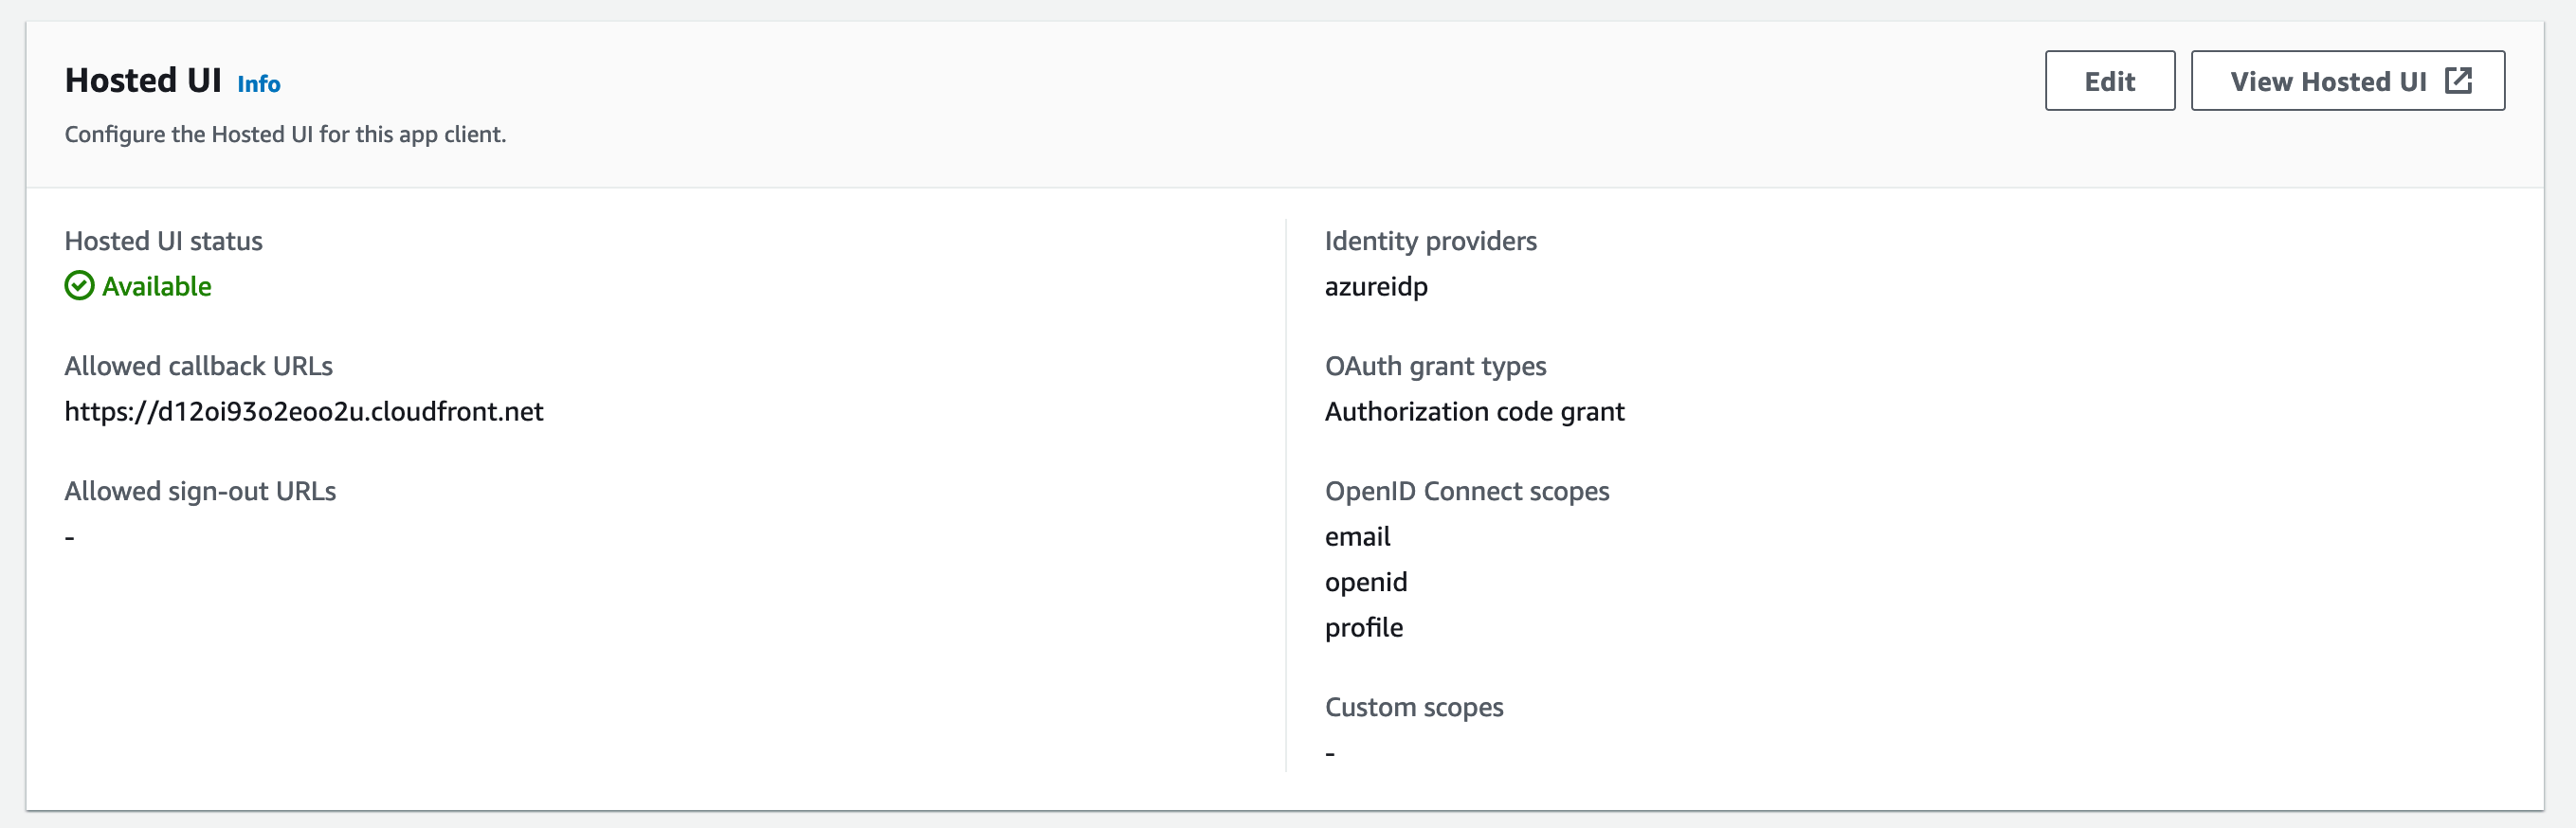 Hosted UI Info
Edit
View Hosted UI
Configure the Hosted UI for this app client.
Hosted UI status
Available
Allowed callback URLs
https://d12oi93o2eoo2u.cloudfront.net
Allowed sign-out URLs
-
Identity providers
azureidp
OAuth grant types
Authorization code grant
OpenID Connect scopes
email
openid
profile
Custom scopes
-